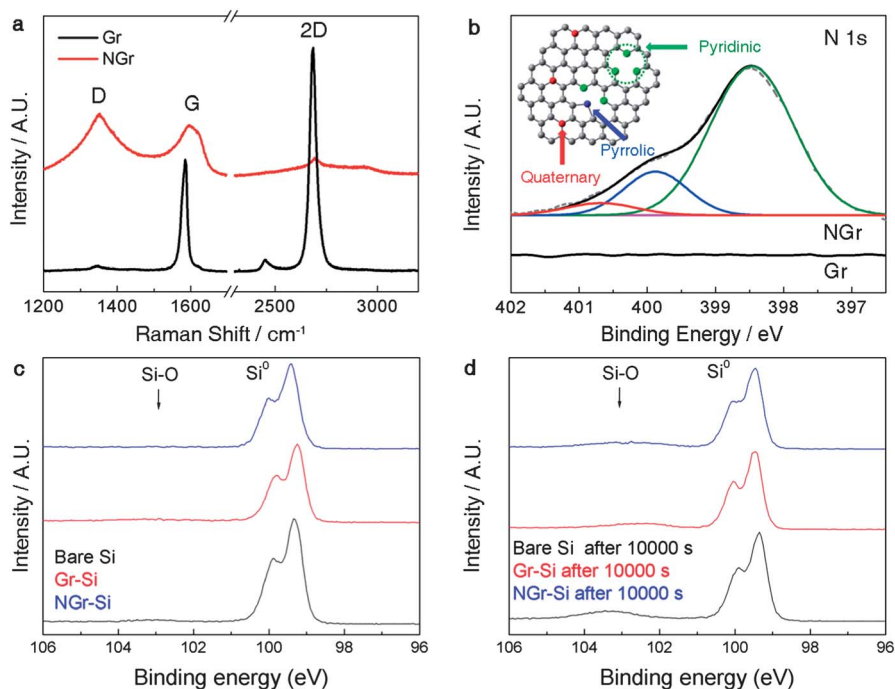 a
Gr
NGr
D
G
2D
Intensity / A.U.
1200 1600 2500 3000
Raman Shift / cm⁻¹
b
N 1s
Pyridinic
Pyrrolic
Quaternary
NGr
Gr
Intensity / A.U.
402 401 400 399 398 397
Binding Energy / eV
c
Si-O
Si⁰
Bare Si
Gr-Si
NGr-Si
Intensity / A.U.
106 104 102 100 98 96
Binding energy (eV)
d
Si-O
Si⁰
Bare Si after 10000 s
Gr-Si after 10000 s
NGr-Si after 10000 s
Intensity / A.U.
106 104 102 100 98 96
Binding energy (eV)